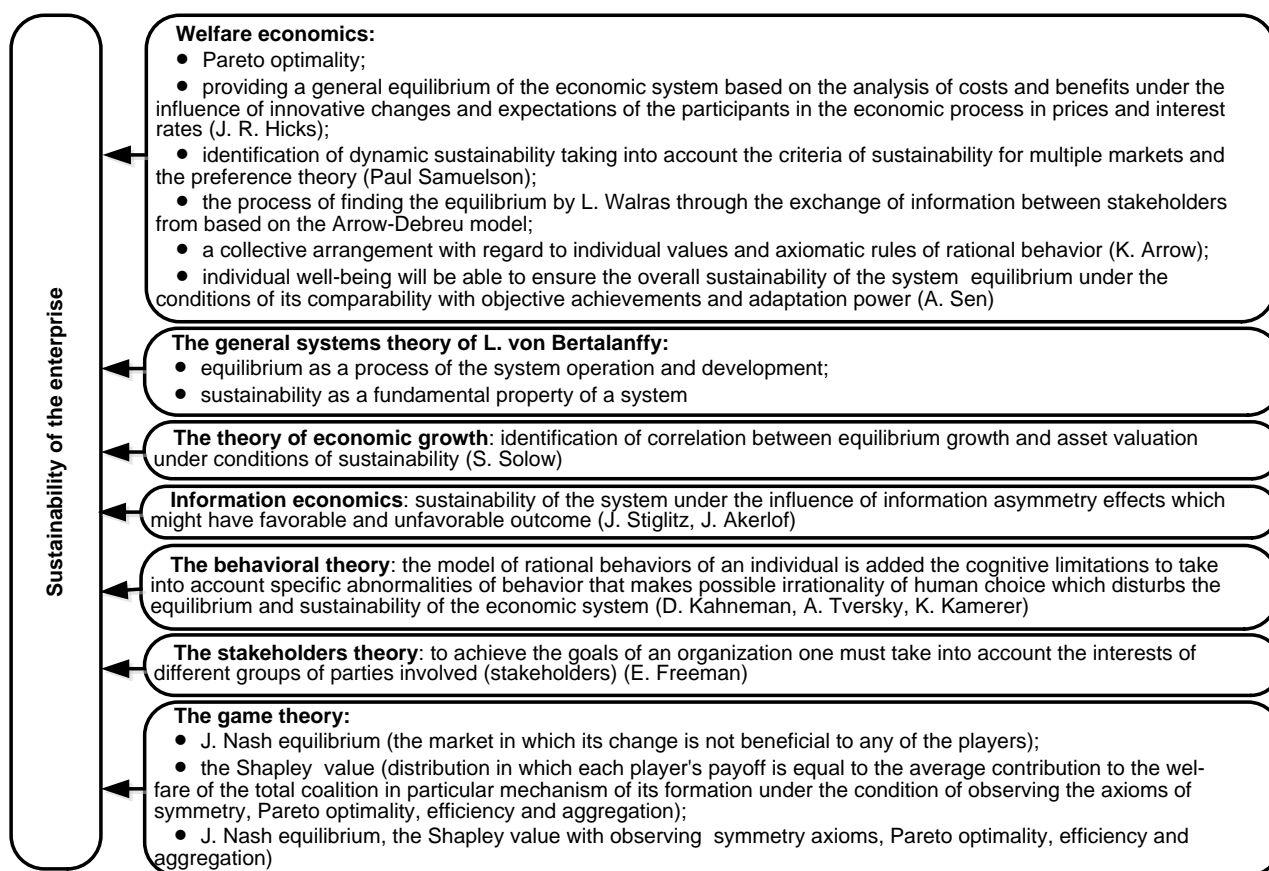 Sustainability of the enterprise
Welfare economics:
● Pareto optimality;
● providing a general equilibrium of the economic system based on the analysis of costs and benefits under the
influence of innovative changes and expectations of the participants in the economic process in prices and interest
rates (J. R. Hicks);
● identification of dynamic sustainability taking into account the criteria of sustainability for multiple markets and
the preference theory (Paul Samuelson);
● the process of finding the equilibrium by L. Walras through the exchange of information between stakeholders
from based on the Arrow-Debreu model;
● a collective arrangement with regard to individual values and axiomatic rules of rational behavior (K. Arrow);
● individual well-being will be able to ensure the overall sustainability of the system equilibrium under the
conditions of its comparability with objective achievements and adaptation power (A. Sen)
The general systems theory of L. von Bertalanffy:
● equilibrium as a process of the system operation and development;
● sustainability as a fundamental property of a system
The theory of economic growth: identification of correlation between equilibrium growth and asset valuation
under conditions of sustainability (S. Solow)
Information economics: sustainability of the system under the influence of information asymmetry effects which
might have favorable and unfavorable outcome (J. Stiglitz, J. Akerlof)
The behavioral theory: the model of rational behaviors of an individual is added the cognitive limitations to take
into account specific abnormalities of behavior that makes possible irrationality of human choice which disturbs the
equilibrium and sustainability of the economic system (D. Kahneman, A. Tversky, K. Kamerer)
The stakeholders theory: to achieve the goals of an organization one must take into account the interests of
different groups of parties involved (stakeholders) (E. Freeman)
The game theory:
● J. Nash equilibrium (the market in which its change is not beneficial to any of the players);
● the Shapley value (distribution in which each player's payoff is equal to the average contribution to the wel-
fare of the total coalition in particular mechanism of its formation under the condition of observing the axioms of
symmetry, Pareto optimality, efficiency and aggregation);
● J. Nash equilibrium, the Shapley value with observing symmetry axioms, Pareto optimality, efficiency and
aggregation)